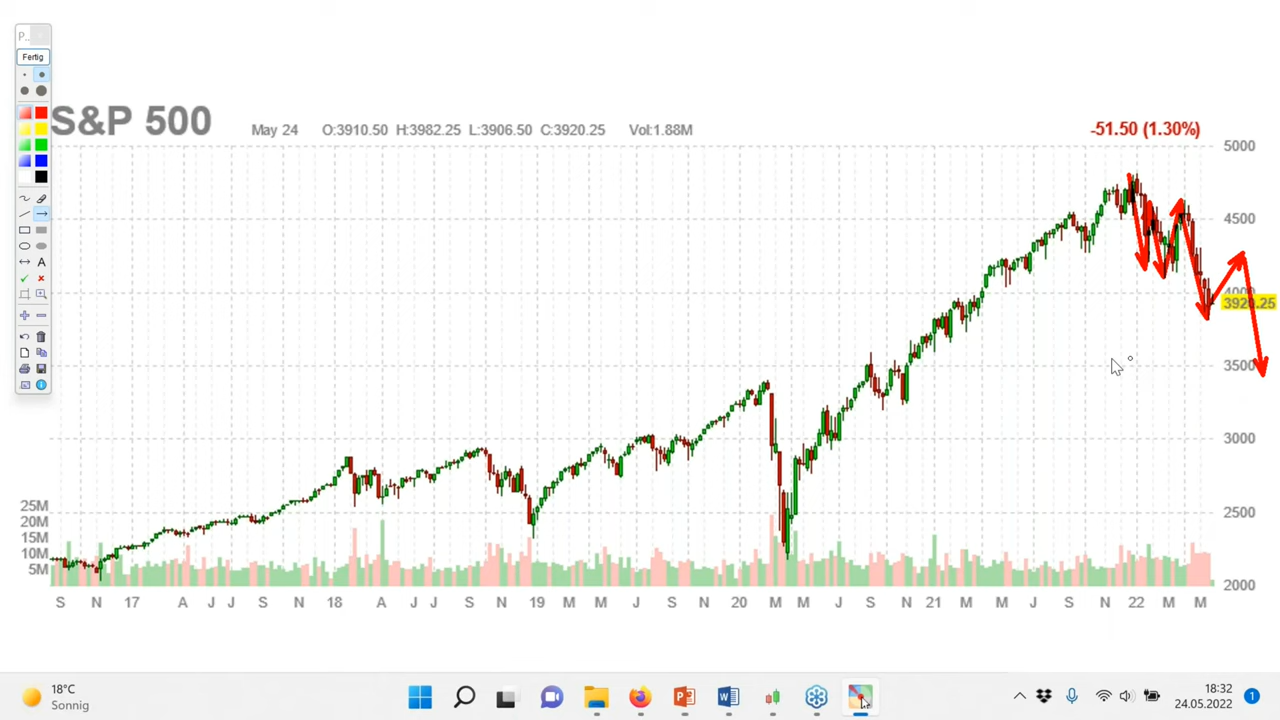 P...
Fertig
A
S&P 500
May 24 O:3910.50 H:3982.25 L:3906.50 C:3920.25 Vol:1.88M
-51.50 (1.30%)
5000
4500
4000
3920.25
3500
3000
2500
2000
25M
20M
15M
10M
5M
S N 17 A J J S N 18 A J J S N 19 M M J S N 20 M M J S N 21 M M J S N 22 M M
18°C
Sonnig
18:32
24.05.2022
1